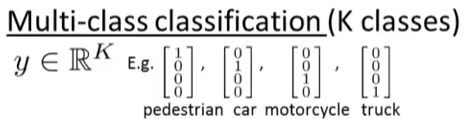 Multi-class classification (K classes)
y ∈ ℝᴷ E.g. [1 0 0 0] , [0 1 0 0] , [0 0 1 0] , [0 0 0 1]
pedestrian car motorcycle truck